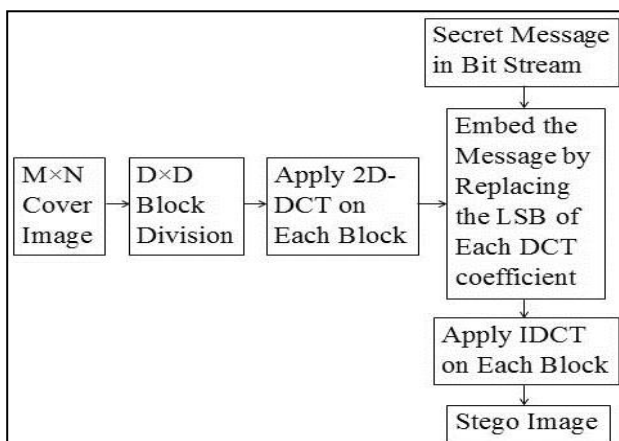 Secret Message
in Bit Stream
M×N
Cover
Image
D×D
Block
Division
Apply 2D-
DCT on
Each Block
Embed the
Message by
Replacing
the LSB of
Each DCT
coefficient
Apply IDCT
on Each Block
Stego Image